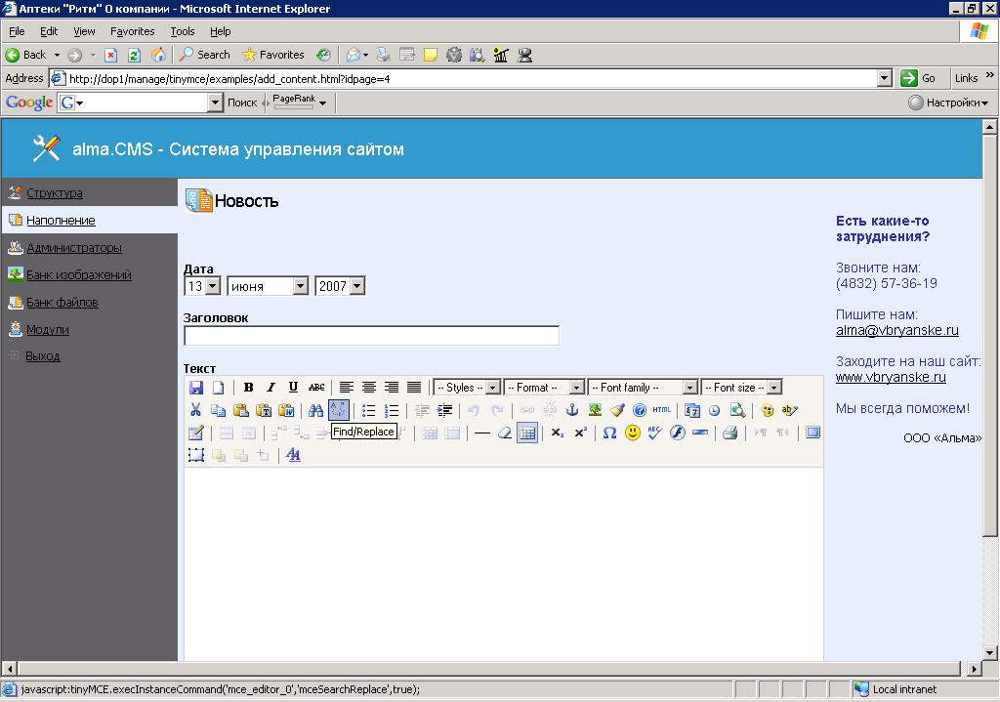 Аптеки "Ритм" О компании - Microsoft Internet Explorer
File Edit View Favorites Tools Help
Back Search Favorites
Address http://dop1/manage/tinymce/examples/add_content.html?idpage=4 Go Links »
Google G Поиск PageRank Настройки
alma.CMS - Система управления сайтом
Структура
Наполнение
Администраторы
Банк изображений
Банк файлов
Модули
Выход
Новость
Дата
13 июня 2007
Заголовок
Текст
B I U ABC -- Styles -- -- Format -- -- Font family -- -- Font size --
HTML
Find/Replace
Есть какие-то
затруднения?
Звоните нам:
(4832) 57-36-19
Пишите нам:
alma@vbryanske.ru
Заходите на наш сайт:
www.vbryanske.ru
Мы всегда поможем!
ООО «Альма»
javascript:tinyMCE.execInstanceCommand('mce_editor_0','mceSearchReplace',true); Local intranet